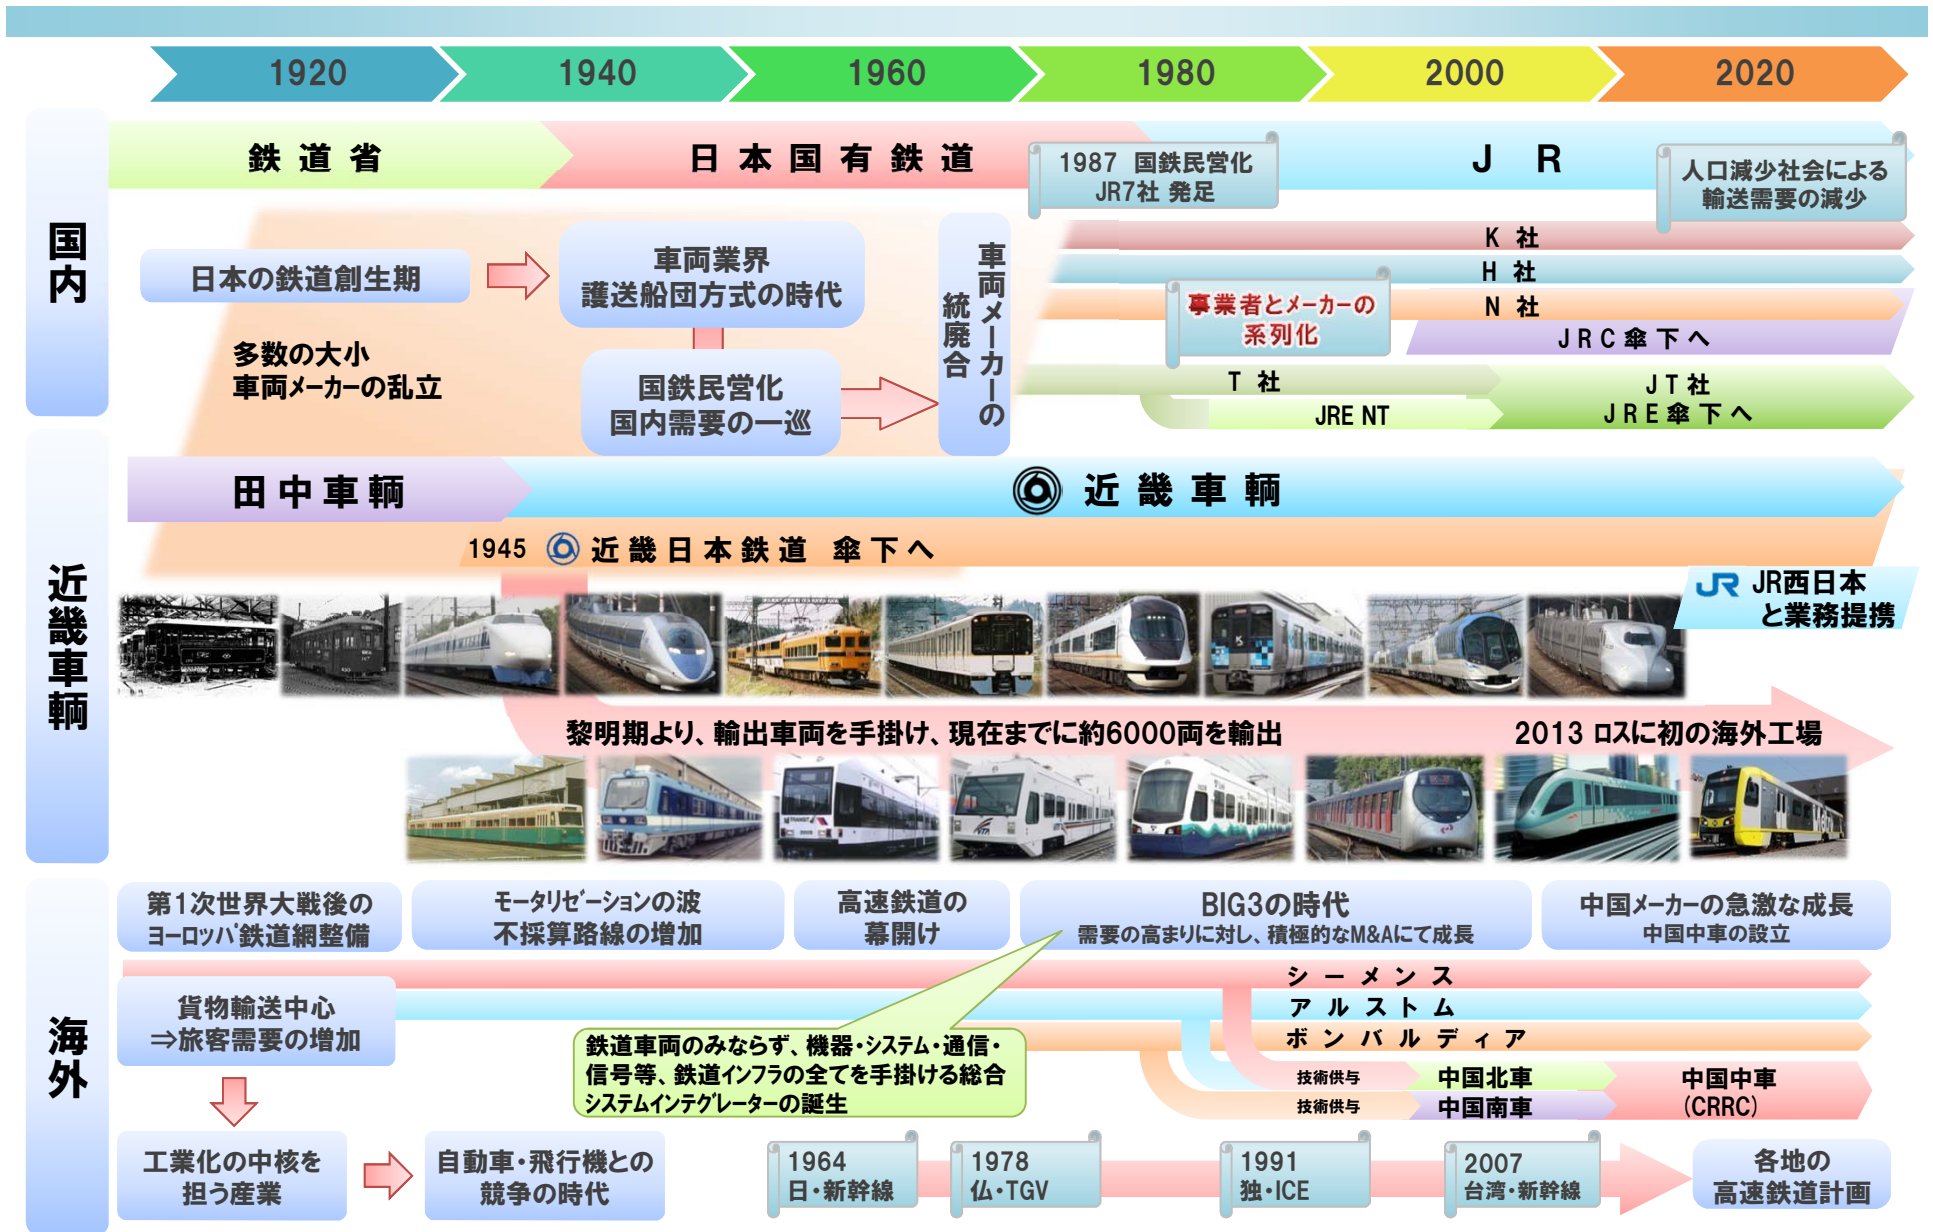 1920
1940
1960
1980
2000
2020
国内
鉄道省
日本国有鉄道
1987 国鉄民営化
JR7社 発足
JR
人口減少社会による
輸送需要の減少
日本の鉄道創生期
車両業界
護送船団方式の時代
多数の大小
車両メーカーの乱立
国鉄民営化
国内需要の一巡
車両メーカーの
統廃合
K 社
H 社
N 社
事業者とメーカーの
系列化
JRC傘下へ
T 社
JRE NT
JT社
JRE傘下へ
近畿車輌
田中車輌
近畿車輌
1945 近畿日本鉄道 傘下へ
JR JR西日本
と業務提携
黎明期より、輸出車両を手掛け、現在までに約6000両を輸出
2013 ロスに初の海外工場
海外
第1次世界大戦後の
ヨーロッパ鉄道網整備
モータリゼーションの波
不採算路線の増加
高速鉄道の
幕開け
BIG3の時代
需要の高まりに対し、積極的なM&Aにて成長
中国メーカーの急激な成長
中国中車の設立
シーメンス
アルストム
ボンバルディア
貨物輸送中心
⇒旅客需要の増加
鉄道車両のみならず、機器・システム・通信・
信号等、鉄道インフラの全てを手掛ける総合
システムインテグレーターの誕生
技術供与
中国北車
技術供与
中国南車
中国中車
(CRRC)
工業化の中核を
担う産業
自動車・飛行機との
競争の時代
1964
日・新幹線
1978
仏・TGV
1991
独・ICE
2007
台湾・新幹線
各地の
高速鉄道計画